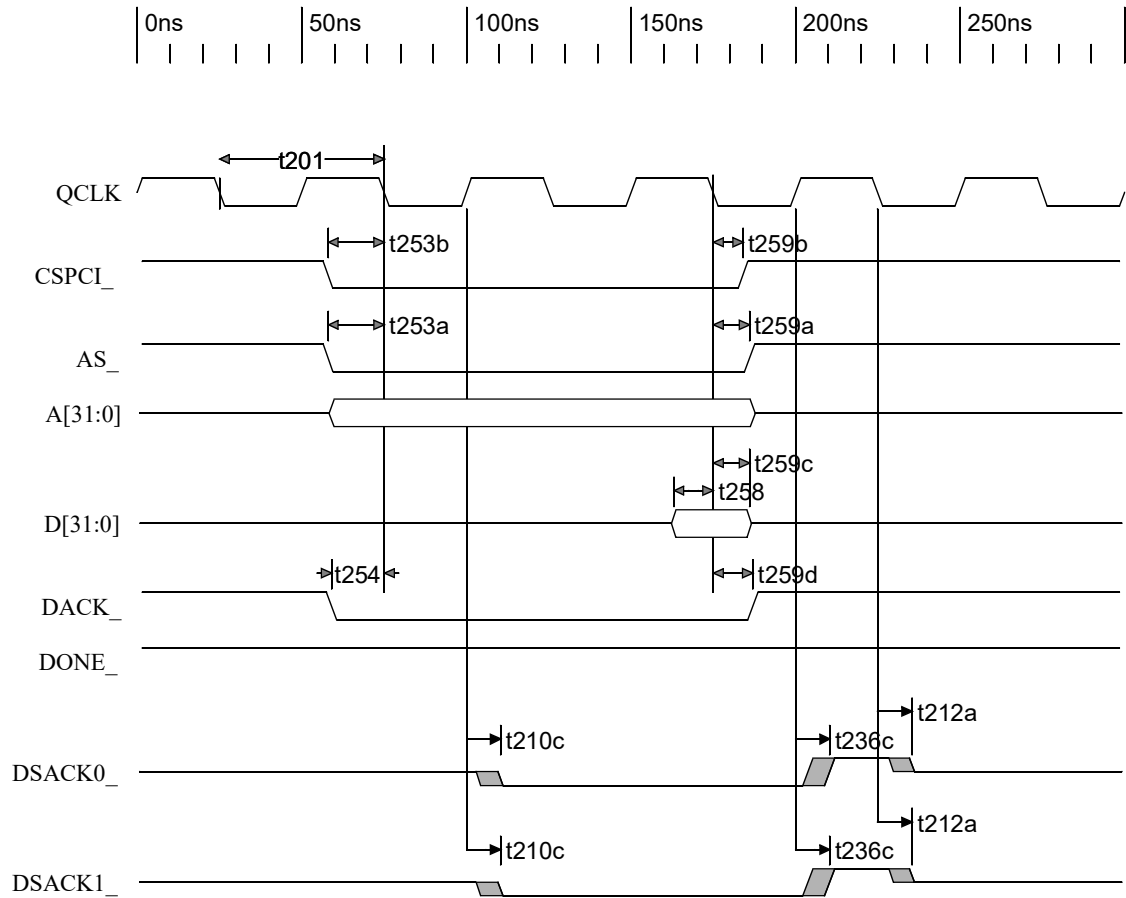 0ns 50ns 100ns 150ns 200ns 250ns
t201
QCLK
t253b t259b
CSPCI_
t253a t259a
AS_
A[31:0]
t259c
t258
D[31:0]
t254 t259d
DACK_
DONE_
t212a
t210c t236c
DSACK0_
t212a
t210c t236c
DSACK1_